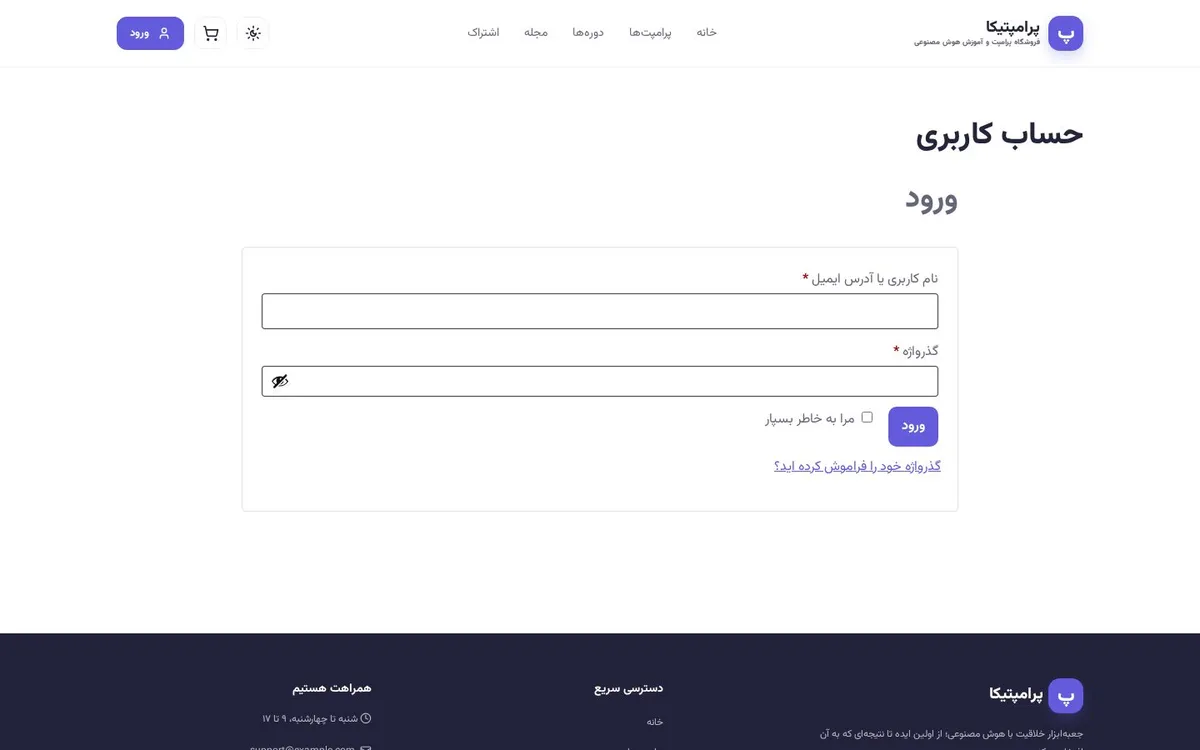 پ
پرامپتیکا
فروشگاه پرامپت و آموزش هوش مصنوعی
خانه
پرامپت‌ها
دوره‌ها
مجله
اشتراک
ورود
حساب کاربری
ورود
نام کاربری یا آدرس ایمیل *
گذرواژه *
ورود
مرا به خاطر بسپار
گذرواژه خود را فراموش کرده اید؟
پ
پرامپتیکا
جعبه‌ابزار خلاقیت با هوش مصنوعی؛ از اولین ایده تا نتیجه‌ای که به آن
دسترسی سریع
خانه
همراهت هستیم
شنبه تا چهارشنبه، ۹ تا ۱۷
support@example.com